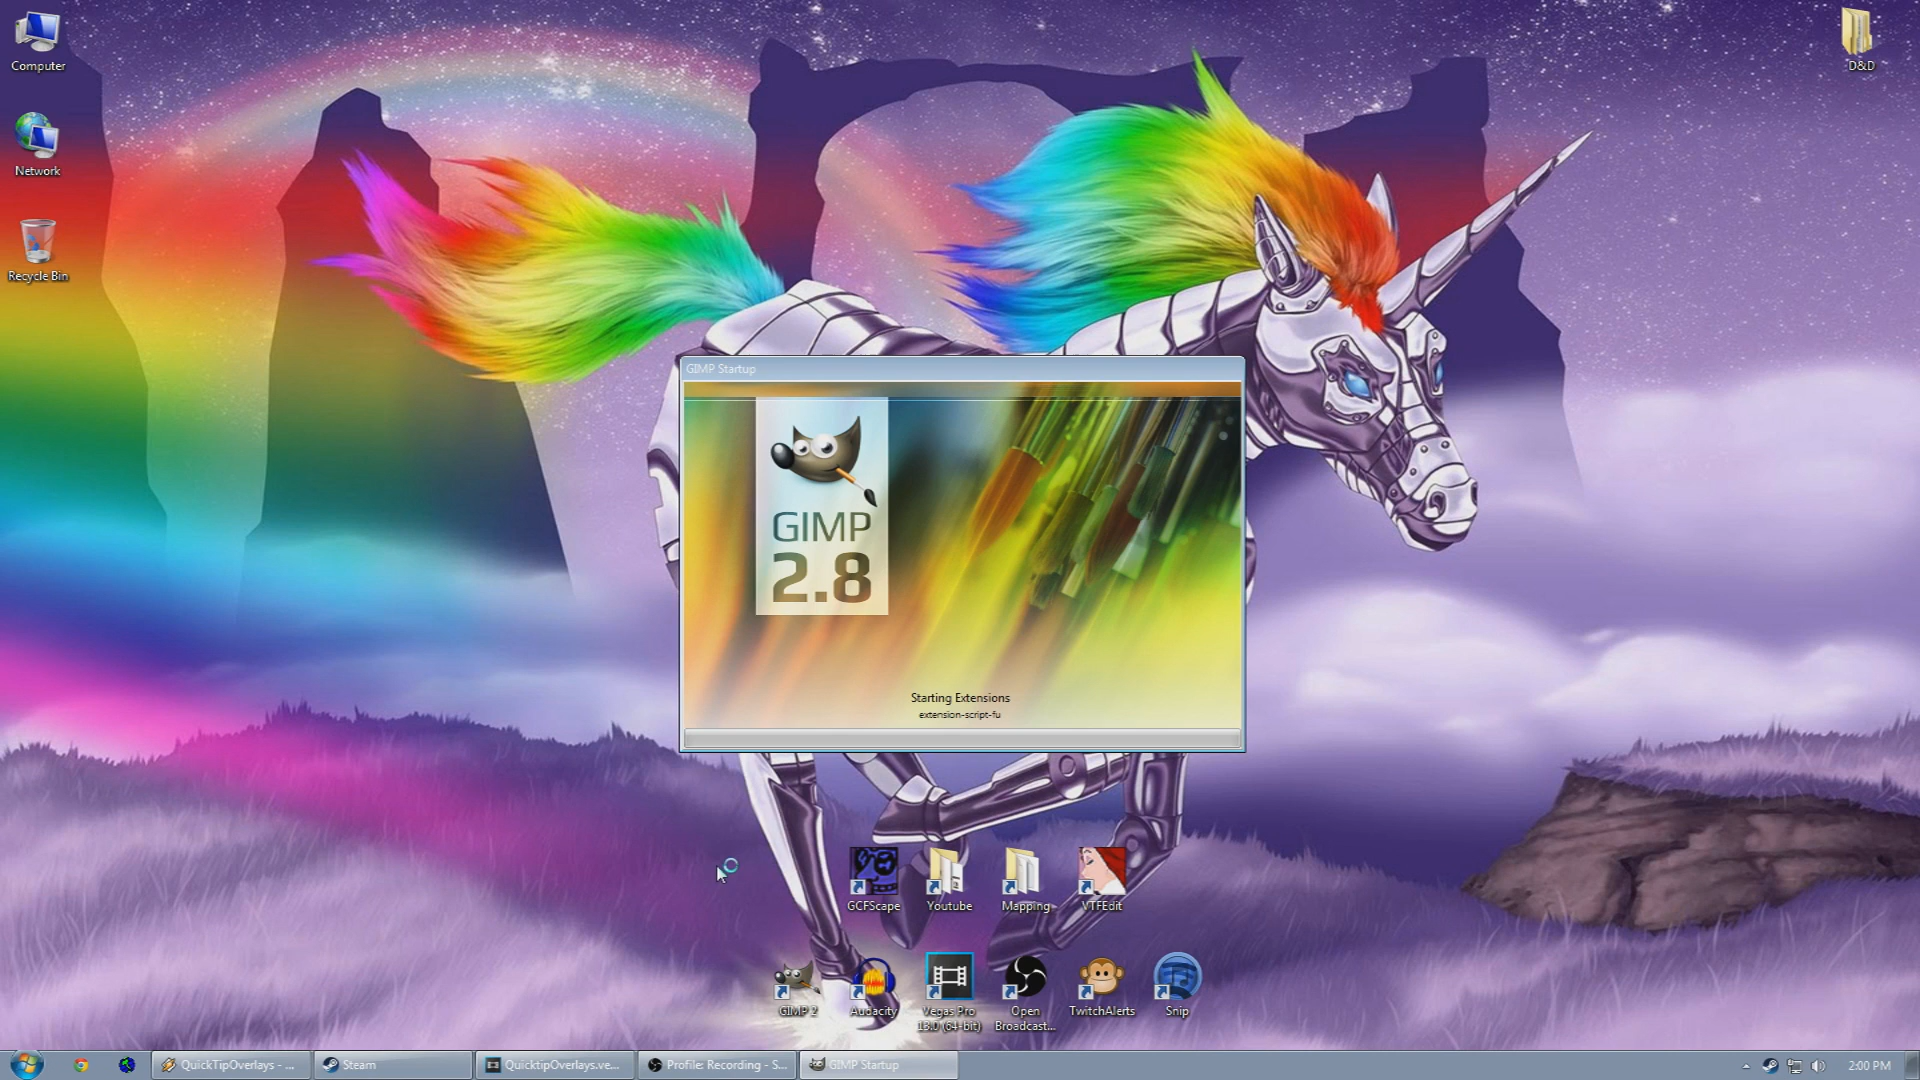 Computer
D&D
Network
Recycle Bin
GIMP Startup
GIMP
2.8
Starting Extensions
extension-script-fu
GCFScape
Youtube
Mapping
VTFEdit
GIMP 2
Audacity
Vegas Pro
13.0 (64-bit)
Open
Broadcast...
TwitchAlerts
Snip
QuickTipOverlays - ...
Steam
QuicktipOverlays.ve...
Profile: Recording - S...
GIMP Startup
2:00 PM